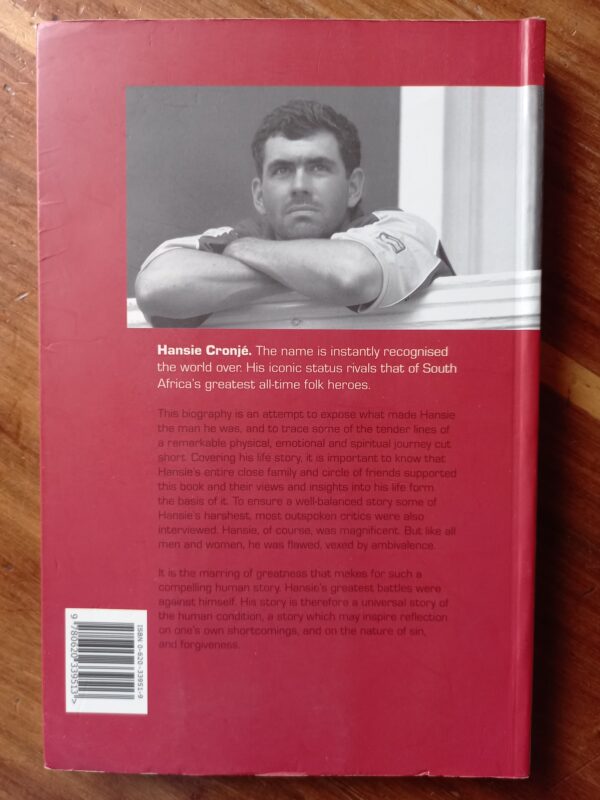 Hansie Cronjé. The name is instantly recognised
the world over. His iconic status rivals that of South
Africa's greatest all-time folk heroes.
This biography is an attempt to expose what made Hansie
the man he was, and to trace some of the tender lines of
a remarkable physical, emotional and spiritual journey cut
short. Covering his life story, it is important to know that
Hansie's entire close family and circle of friends supported
this book and their views and insights into his life form
the basis of it. To ensure a well-balanced story some of
Hansie's harshest, most outspoken critics were also
interviewed. Hansie, of course, was magnificent. But like all
men and women, he was flawed, vexed by ambivalence.
It is the marring of greatness that makes for such a
compelling human story. Hansie's greatest battles were
against himself. His story is therefore a universal story of
the human condition, a story which may inspire reflection
on one's own shortcomings, and on the nature of sin,
and forgiveness.
ISBN 0-620-33951-9
9 780620 339513 >